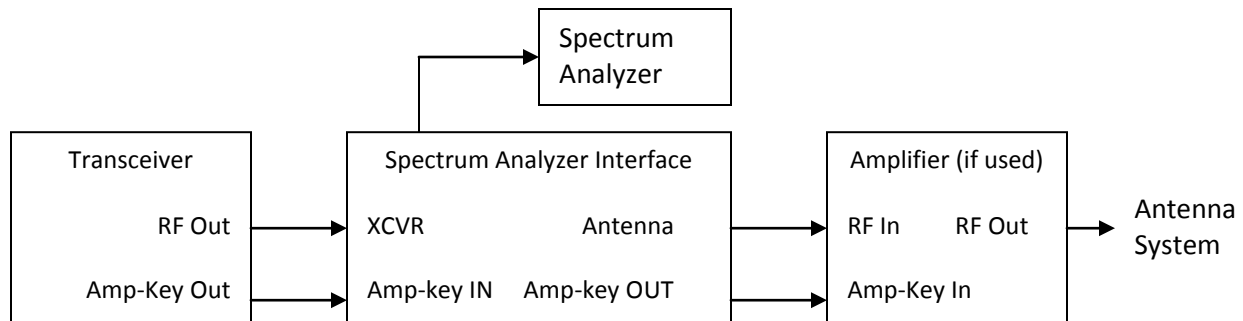 Spectrum
Analyzer
Transceiver
RF Out
Amp-Key Out
Spectrum Analyzer Interface
XCVR Antenna
Amp-key IN Amp-key OUT
Amplifier (if used)
RF In RF Out
Amp-Key In
Antenna
System